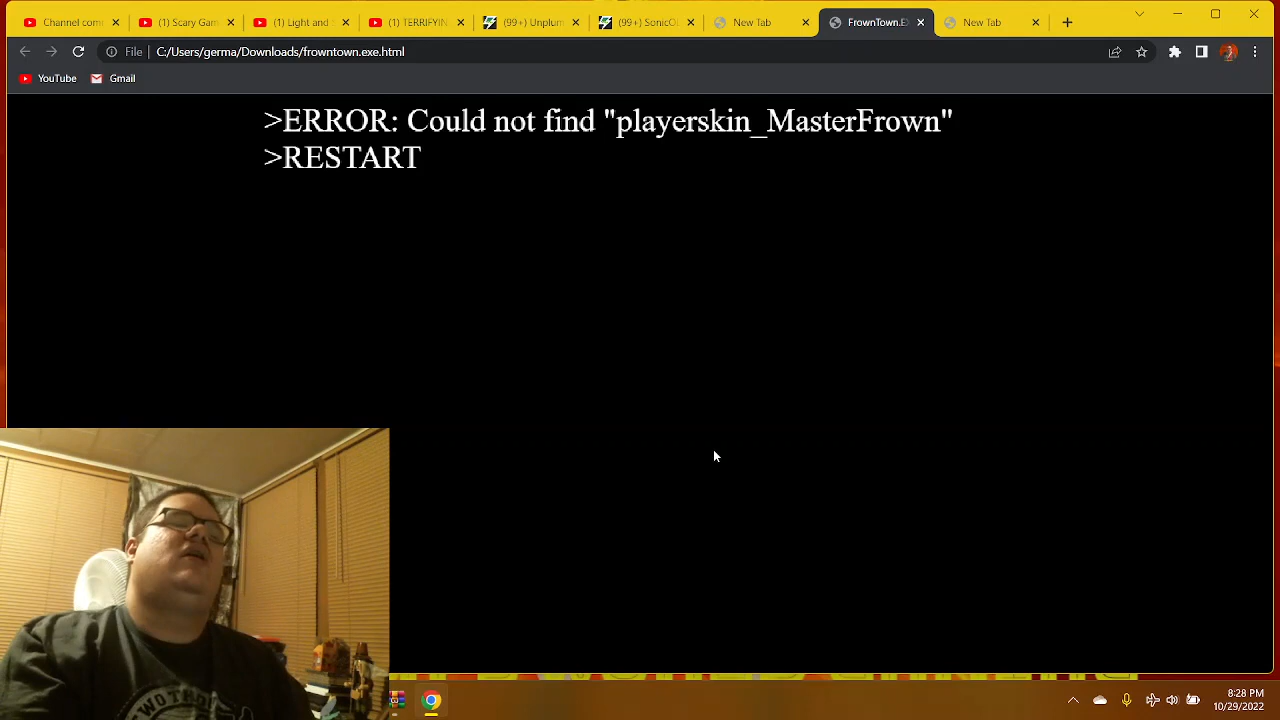 Channel com
(1) Scary Gam
(1) Light and
(1) TERRIFYIN
(99+) Unplum
(99+) SonicOL
New Tab
FrownTown.E
New Tab
File
C:/Users/germa/Downloads/frowntown.exe.html
YouTube
Gmail
>ERROR: Could not find "playerskin_MasterFrown"
>RESTART
8:28 PM
10/29/2022